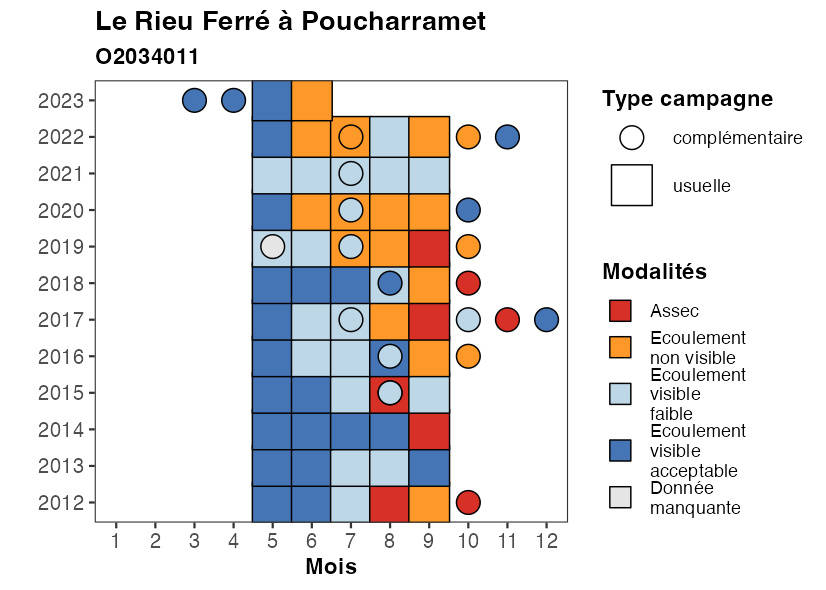 Le Rieu Ferré à Poucharramet
O2034011
2023
2022
2021
2020
2019
2018
2017
2016
2015
2014
2013
2012
1 2 3 4 5 6 7 8 9 10 11 12
Mois
Type campagne
complémentaire
usuelle
Modalités
Assec
Ecoulement
non visible
Ecoulement
visible
faible
Ecoulement
visible
acceptable
Donnée
manquante